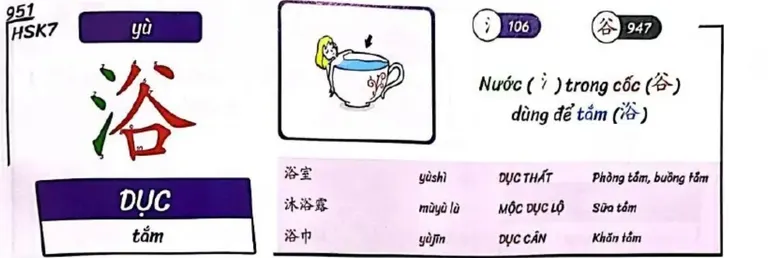 951
HSK7
yù
浴
DỤC
tắm
氵 106
谷 947
Nước (氵) trong cốc (谷)
dùng để tắm (浴)
浴室 yùshì DỤC THẤT Phòng tắm, buồng tắm
沐浴露 mùyù lù MỘC DỤC LỘ Sữa tắm
浴巾 yùjīn DỤC CÂN Khăn tắm